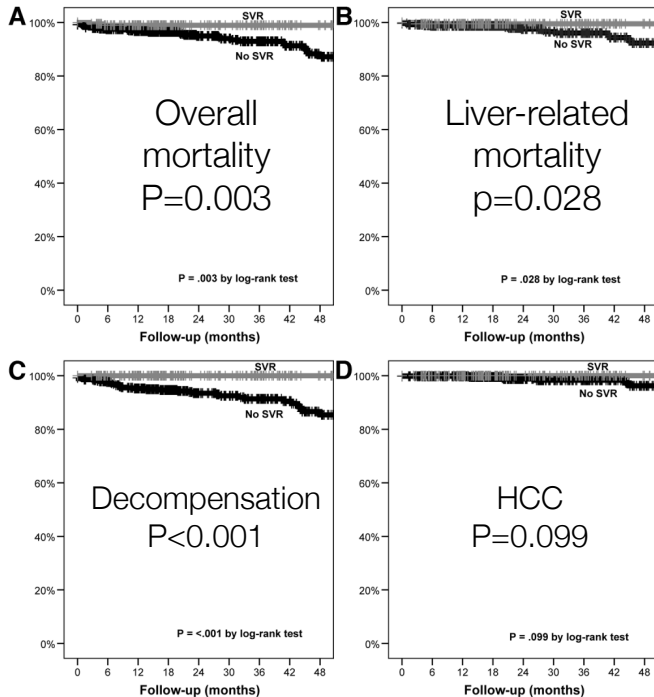 A
SVR
100%
No SVR
80%
60%
40%
20%
0%
Overall
mortality
P=0.003
P = .003 by log-rank test
0 6 12 18 24 30 36 42 48
Follow-up (months)
B
SVR
100%
No SVR
80%
60%
40%
20%
0%
Liver-related
mortality
p=0.028
P = .028 by log-rank test
0 6 12 18 24 30 36 42 48
Follow-up (months)
C
SVR
100%
No SVR
80%
60%
40%
20%
0%
Decompensation
P<0.001
P = <.001 by log-rank test
0 6 12 18 24 30 36 42 48
Follow-up (months)
D
SVR
100%
No SVR
80%
60%
40%
20%
0%
HCC
P=0.099
P = .099 by log-rank test
0 6 12 18 24 30 36 42 48
Follow-up (months)